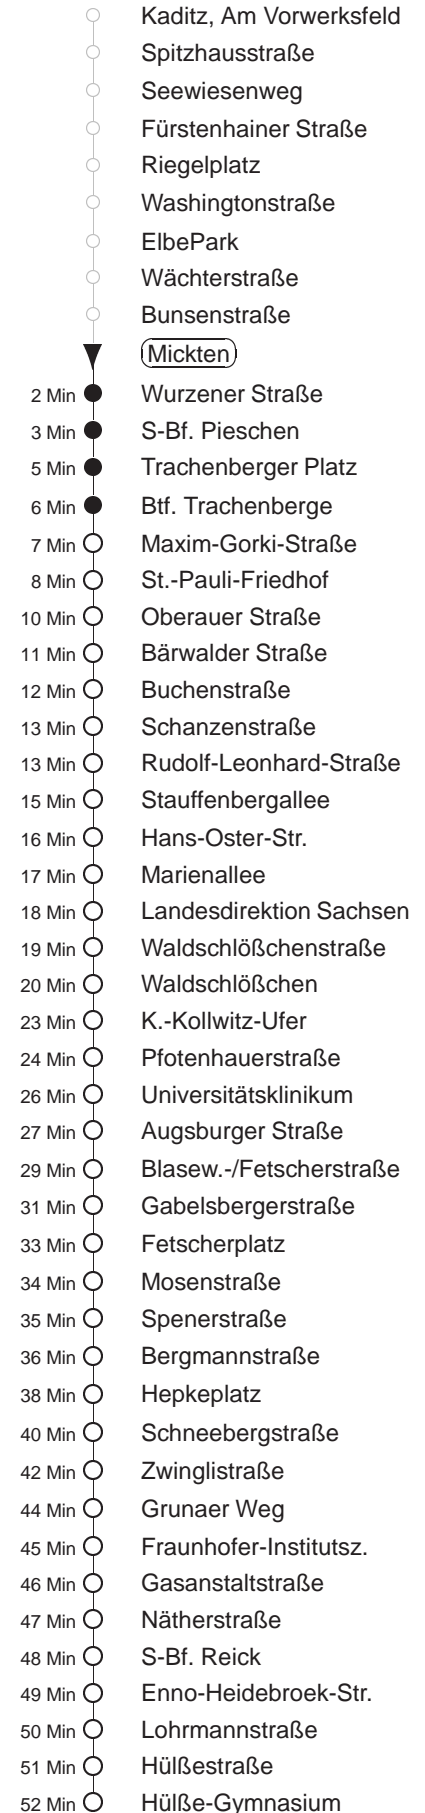 Kaditz, Am Vorwerksfeld
Spitzhausstraße
Seewiesenweg
Fürstenhainer Straße
Riegelplatz
Washingtonstraße
ElbePark
Wächterstraße
Bunsenstraße
Mickten
2 Min Wurzener Straße
3 Min S-Bf. Pieschen
5 Min Trachenberger Platz
6 Min Btf. Trachenberge
7 Min Maxim-Gorki-Straße
8 Min St.-Pauli-Friedhof
10 Min Oberauer Straße
11 Min Bärwalder Straße
12 Min Buchenstraße
13 Min Schanzenstraße
13 Min Rudolf-Leonhard-Straße
15 Min Stauffenbergallee
16 Min Hans-Oster-Str.
17 Min Marienallee
18 Min Landesdirektion Sachsen
19 Min Waldschlößchenstraße
20 Min Waldschlößchen
23 Min K.-Kollwitz-Ufer
24 Min Pfotenhauerstraße
26 Min Universitätsklinikum
27 Min Augsburger Straße
29 Min Blasew.-/Fetscherstraße
31 Min Gabelsbergerstraße
33 Min Fetscherplatz
34 Min Mosenstraße
35 Min Spenerstraße
36 Min Bergmannstraße
38 Min Hepkeplatz
40 Min Schneebergstraße
42 Min Zwinglistraße
44 Min Grunaer Weg
45 Min Fraunhofer-Institutsz.
46 Min Gasanstaltstraße
47 Min Nätherstraße
48 Min S-Bf. Reick
49 Min Enno-Heidebroek-Str.
50 Min Lohrmannstraße
51 Min Hülßestraße
52 Min Hülße-Gymnasium